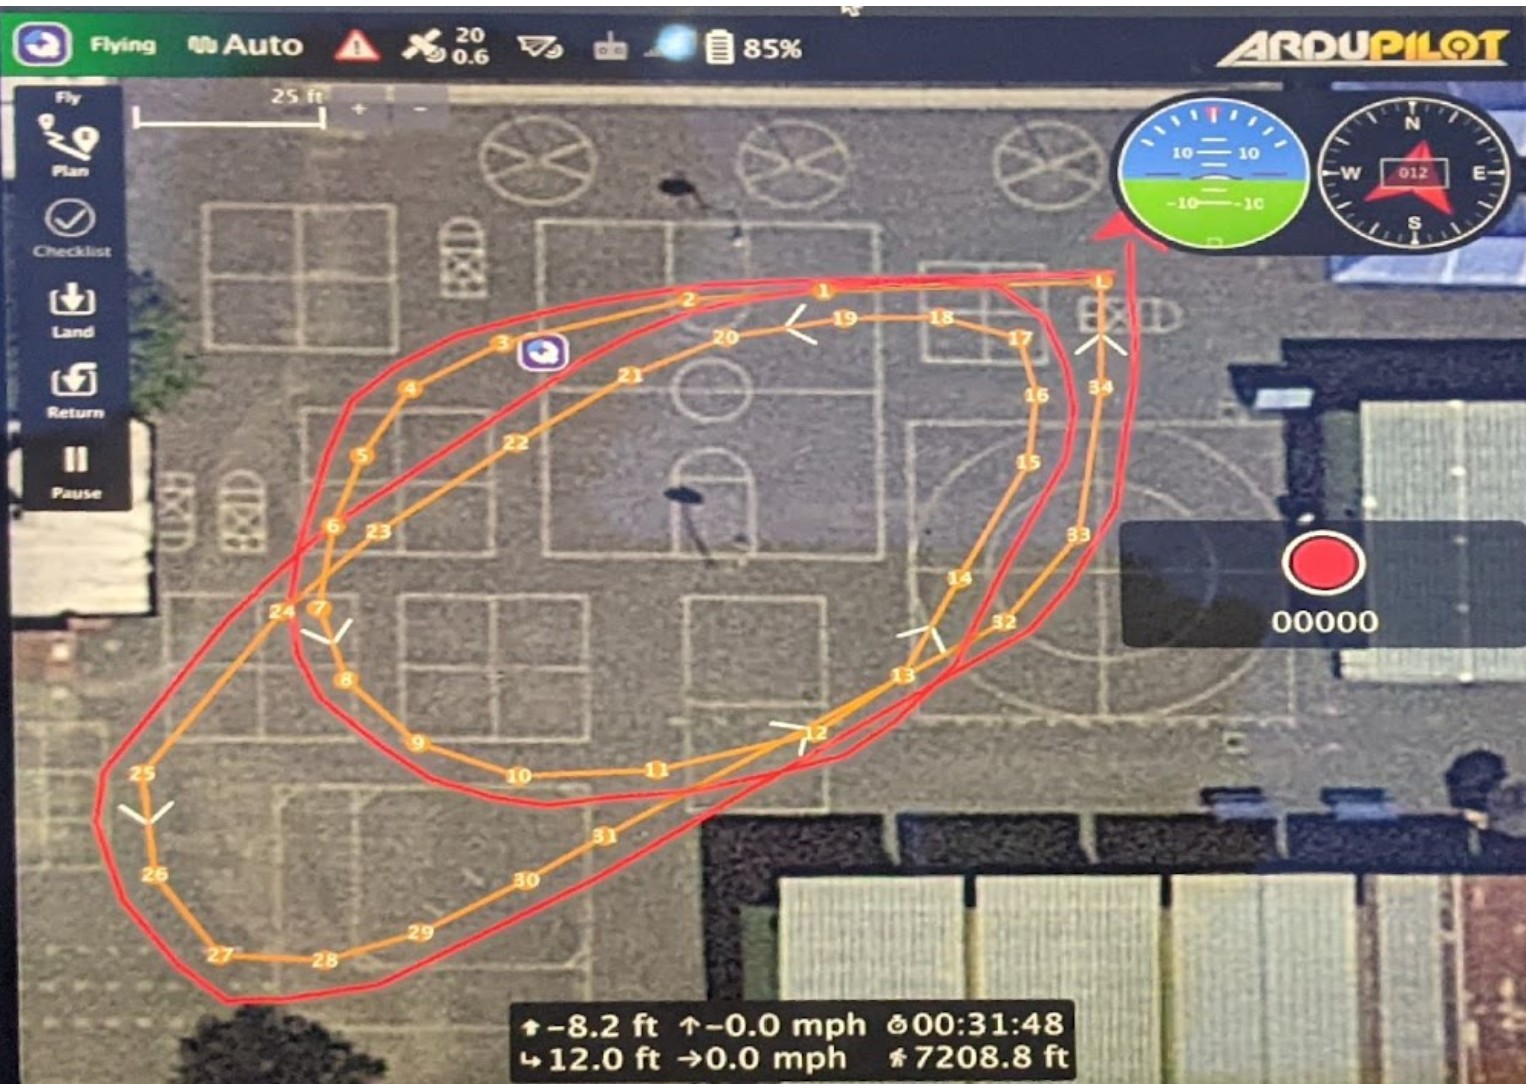 Flying
Auto
20
0.6
85%
ARDUPILOT
Fly
25 ft
+
-
Plan
Checklist
Land
Return
Pause
10 10
-10 -10
N
W 012 E
S
L
1
2
3
4
5
6
7
8
9
10
11
12
13
14
15
16
17
18
19
20
21
22
23
24
25
26
27
28
29
30
31
32
33
34
00000
-8.2 ft ↑-0.0 mph 00:31:48
12.0 ft →0.0 mph 7208.8 ft